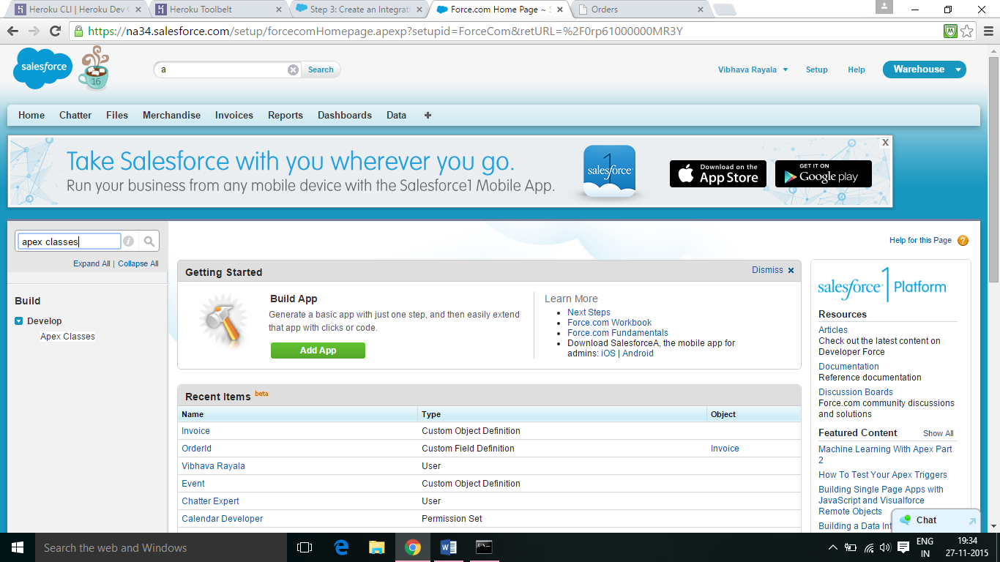 Heroku CLI | Heroku Dev C
Heroku Toolbelt
Step 3: Create an Integrat
Force.com Home Page ~ S
Orders
https://na34.salesforce.com/setup/forcecomHomepage.apexp?setupid=ForceCom&retURL=%2F0rp61000000MR3Y
salesforce
16
a
Search
Vibhava Rayala
Setup
Help
Warehouse
Home
Chatter
Files
Merchandise
Invoices
Reports
Dashboards
Data
+
Take Salesforce with you wherever you go.
Run your business from any mobile device with the Salesforce1 Mobile App.
1
salesforce
Download on the
App Store
GET IT ON
Google play
X
apex classes
i
Expand All | Collapse All
Build
Develop
Apex Classes
Help for this Page ?
Getting Started
Dismiss x
Build App
Generate a basic app with just one step, and then easily extend
that app with clicks or code.
Add App
Learn More
Next Steps
Force.com Workbook
Force.com Fundamentals
Download SalesforceA, the mobile app for
admins: iOS | Android
Recent Items beta
Name Type Object
Invoice Custom Object Definition
OrderId Custom Field Definition Invoice
Vibhava Rayala User
Event Custom Object Definition
Chatter Expert User
Calendar Developer Permission Set
salesforce1 Platform
Resources
Articles
Check out the latest content on
Developer Force
Documentation
Reference documentation
Discussion Boards
Force.com community discussions
and solutions
Featured Content Show All
Machine Learning With Apex Part
2
How To Test Your Apex Triggers
Building Single Page Apps with
JavaScript and Visualforce
Remote Objects
Building a Data Int
Chat
Search the web and Windows
ENG
IN
19:34
27-11-2015